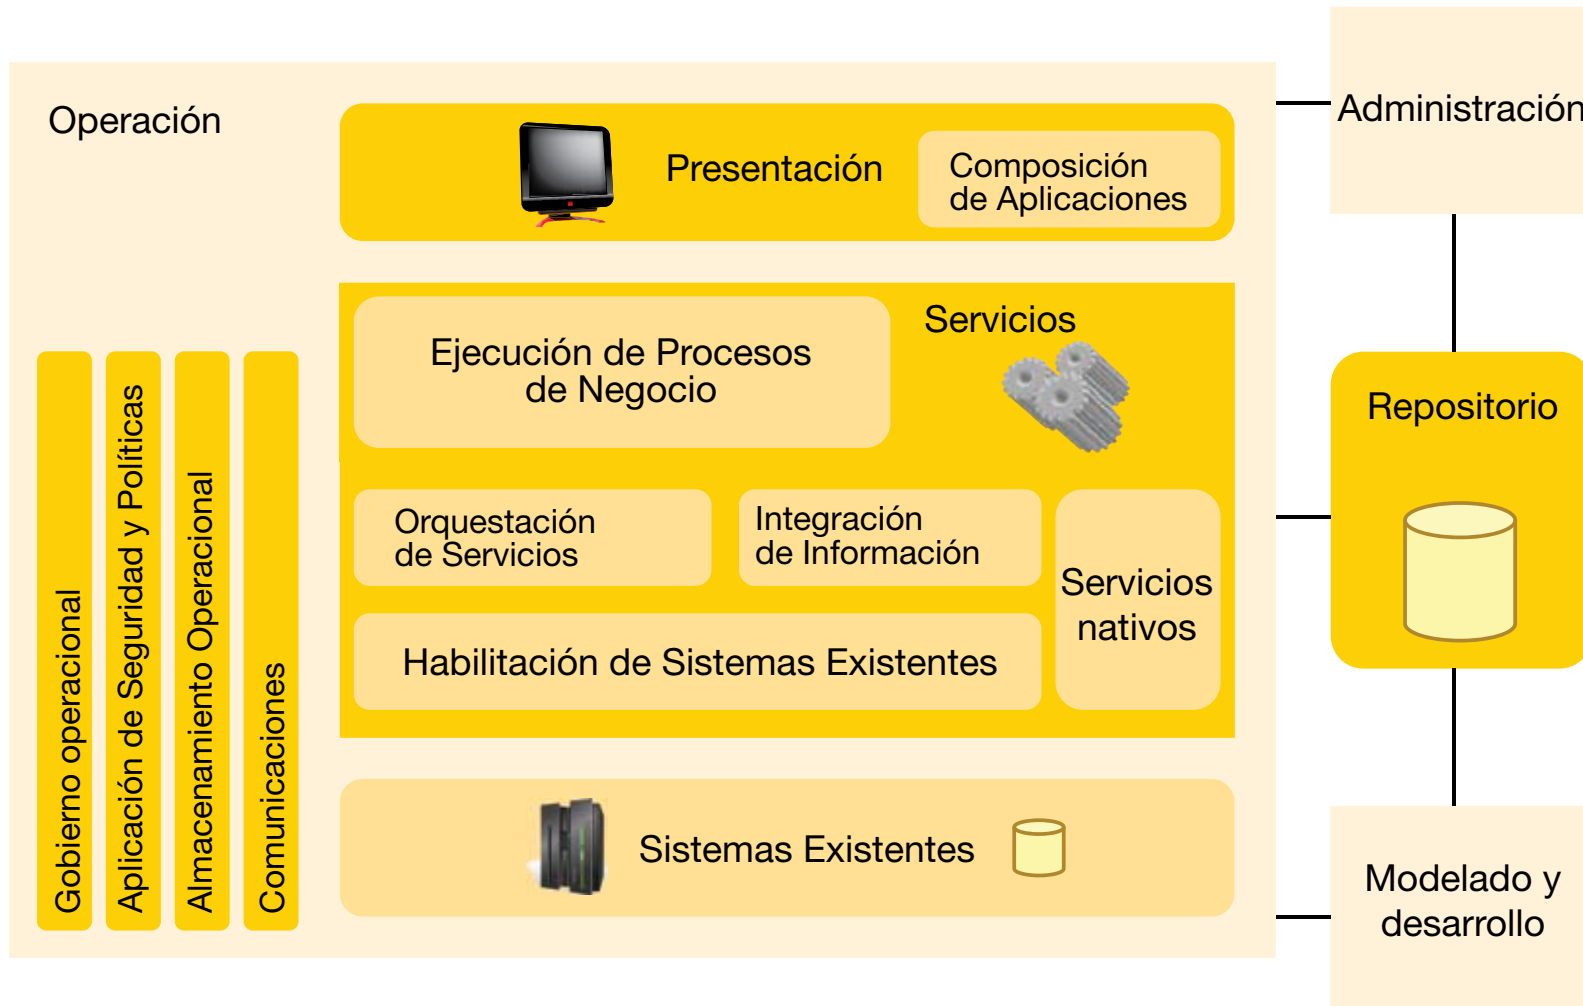 Operación
Presentación
Composición
de Aplicaciones
Administración
Ejecución de Procesos
de Negocio
Servicios
Orquestación
de Servicios
Integración
de Información
Servicios
nativos
Habilitación de Sistemas Existentes
Repositorio
Gobierno operacional
Aplicación de Seguridad y Políticas
Almacenamiento Operacional
Comunicaciones
Sistemas Existentes
Modelado y
desarrollo